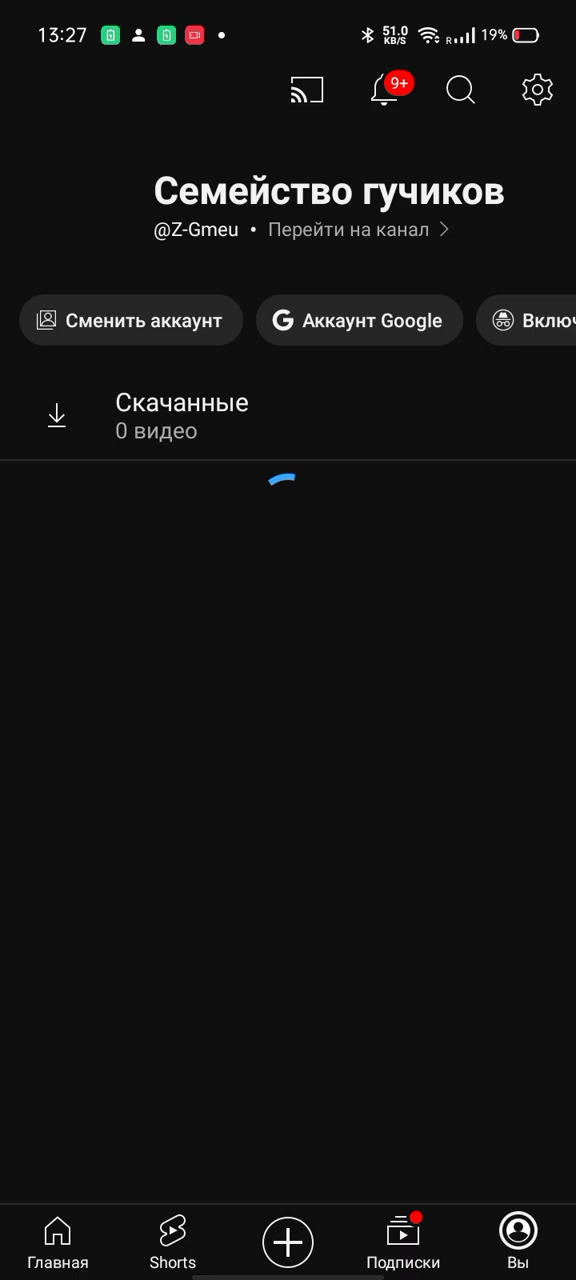 13:27 51.0 KB/S R 19%
9+
Семейство гучиков
@Z-Gmeu • Перейти на канал
Сменить аккаунт Аккаунт Google Включ
Скачанные
0 видео
Главная Shorts Подписки Вы